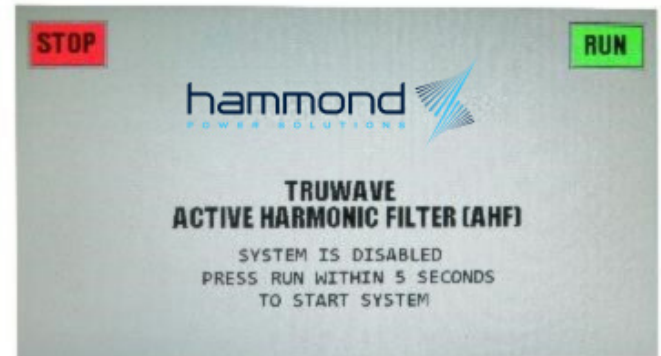 STOP
RUN
hammond
POWER SOLUTIONS
TRUWAVE
ACTIVE HARMONIC FILTER (AHF)
SYSTEM IS DISABLED
PRESS RUN WITHIN 5 SECONDS
TO START SYSTEM